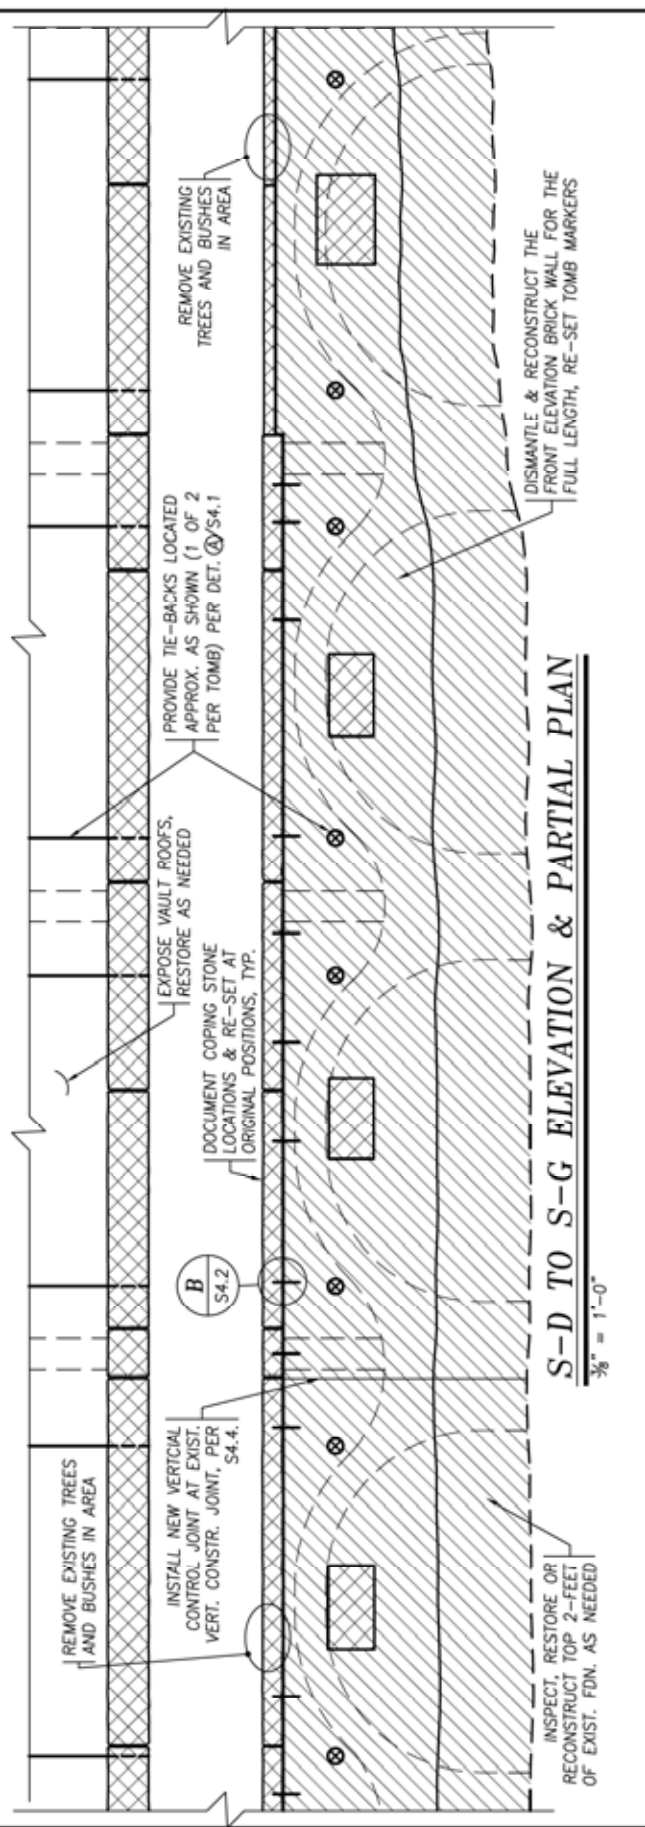 REMOVE EXISTING TREES
AND BUSHES IN AREA
EXPOSE VAULT ROOFS,
RESTORE AS NEEDED
PROVIDE TIE-BACKS LOCATED
APPROX. AS SHOWN (1 OF 2
PER TOMB) PER DET. A/S4.1
REMOVE EXISTING
TREES AND BUSHES
IN AREA
INSTALL NEW VERTCIAL
CONTROL JOINT AT EXIST.
VERT. CONSTR. JOINT, PER
S4.4.
B
S4.2
DOCUMENT COPING STONE
LOCATIONS & RE-SET AT
ORIGINAL POSITIONS, TYP.
INSPECT, RESTORE OR
RECONSTRUCT TOP 2-FEET
OF EXIST. FDN. AS NEEDED
DISMANTLE & RECONSTRUCT THE
FRONT ELEVATION BRICK WALL FOR THE
FULL LENGTH, RE-SET TOMB MARKERS
S-D TO S-G ELEVATION & PARTIAL PLAN
⅜" = 1'-0"